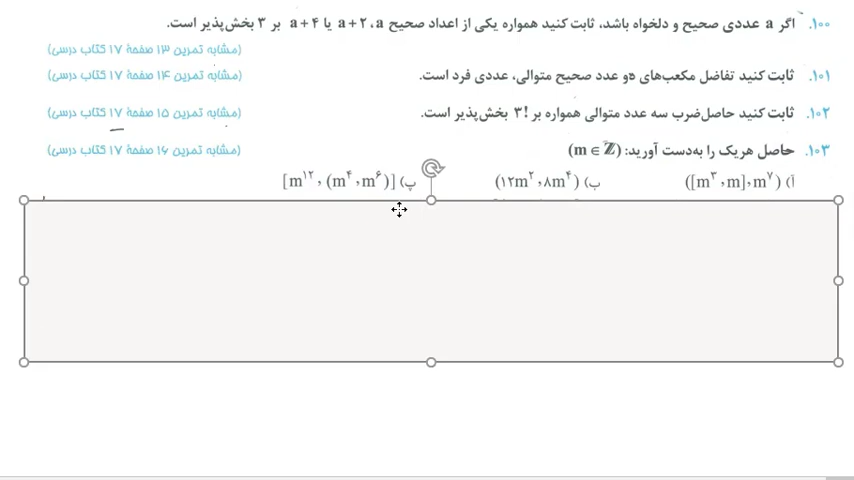 ۱۰۰. اگر a عددی صحیح و دلخواه باشد، ثابت کنید همواره یکی از اعداد صحیح a، a+۲ یا a+۴ بر ۳ بخش‌پذیر است.
(مشابه تمرین ۱۳ صفحهٔ ۱۷ کتاب درسی)
۱۰۱. ثابت کنید تفاضل مکعب‌های دو عدد صحیح متوالی، عددی فرد است. (مشابه تمرین ۱۴ صفحهٔ ۱۷ کتاب درسی)
۱۰۲. ثابت کنید حاصل‌ضرب سه عدد متوالی همواره بر ۳! بخش‌پذیر است. (مشابه تمرین ۱۵ صفحهٔ ۱۷ کتاب درسی)
۱۰۳. حاصل هریک را به‌دست آورید: (m ∈ ℤ) (مشابه تمرین ۱۶ صفحهٔ ۱۷ کتاب درسی)
آ) ([m³, m], m⁷) ب) (۱۲m², ۸m⁴) پ) [m¹², (m⁴, m⁶)]